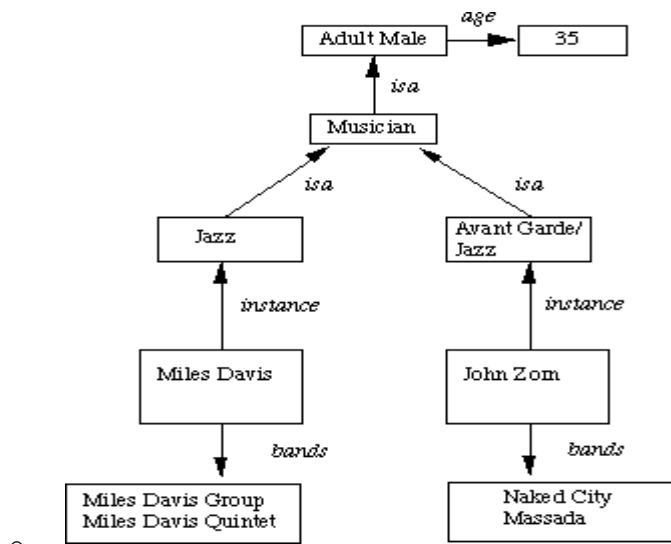 age
Adult Male
35
isa
Musician
isa
isa
Jazz
Avant Garde/
Jazz
instance
instance
Miles Davis
John Zorn
bands
bands
Miles Davis Group
Miles Davis Quintet
Naked City
Massada